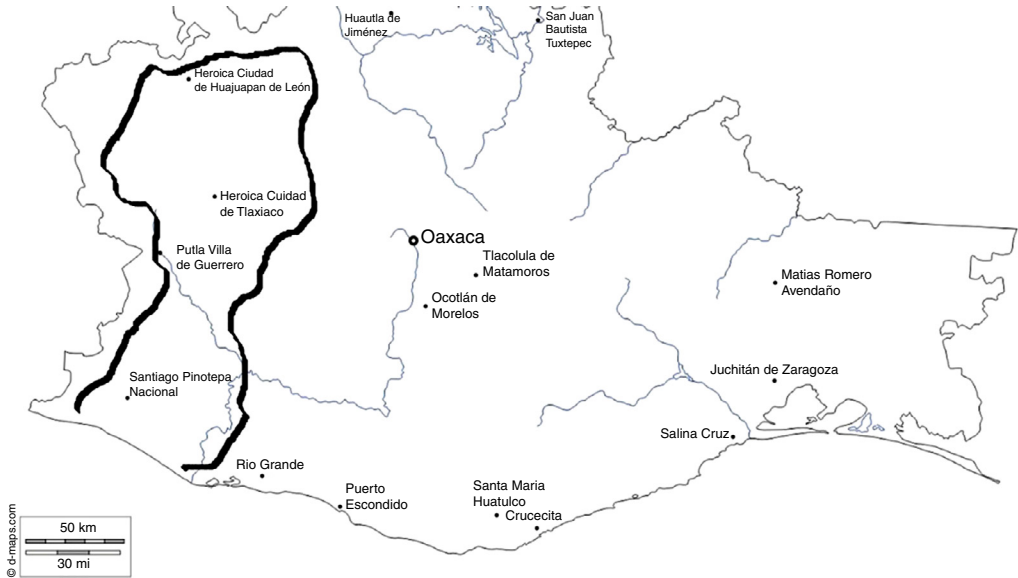 Huautla de
Jiménez
San Juan
Bautista
Tuxtepec
Heroica Ciudad
de Huajuapan de León
Heroica Cuidad
de Tlaxiaco
Putla Villa
de Guerrero
Oaxaca
Tlacolula de
Matamoros
Ocotlán de
Morelos
Matias Romero
Avendaño
Santiago Pinotepa
Nacional
Juchitán de Zaragoza
Salina Cruz
Rio Grande
Puerto
Escondido
Santa Maria
Huatulco
Crucecita
50 km
30 mi
© d-maps.com